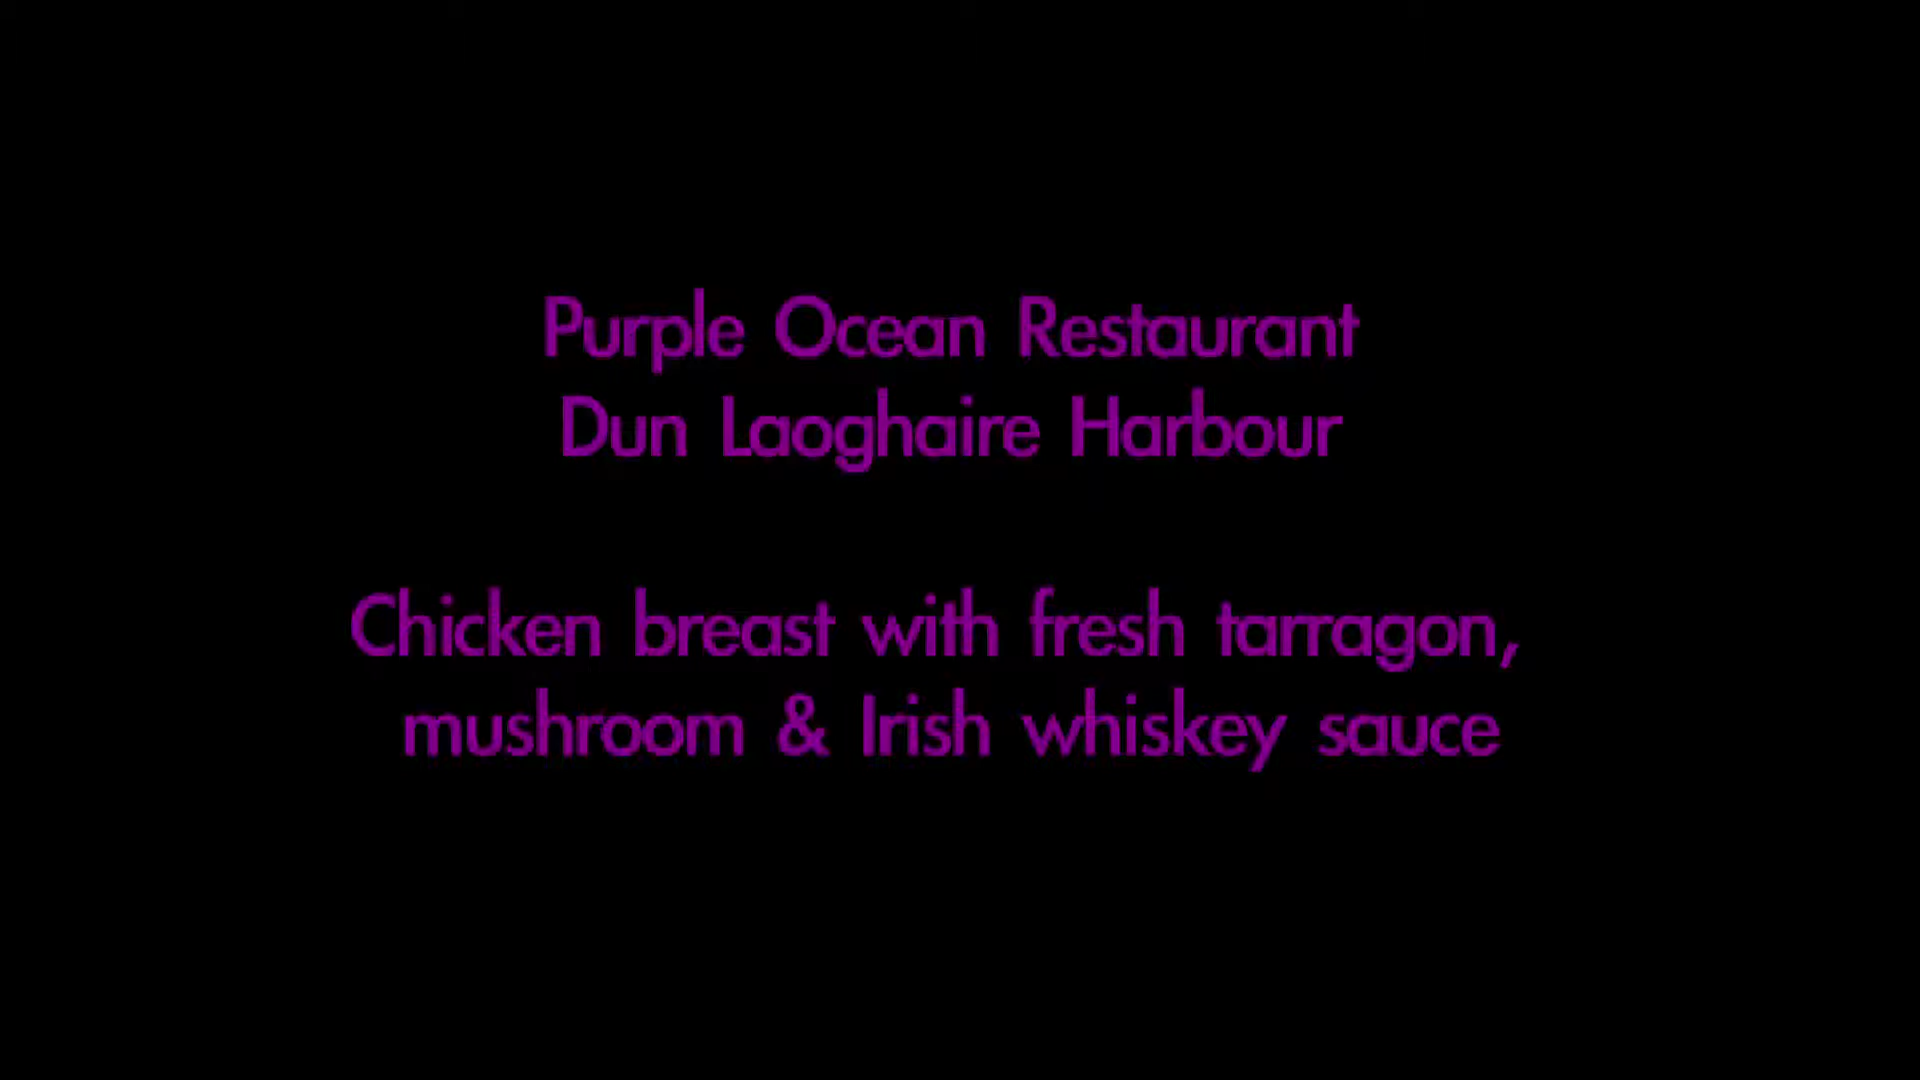 Purple Ocean Restaurant
Dun Laoghaire Harbour
Chicken breast with fresh tarragon,
mushroom & Irish whiskey sauce